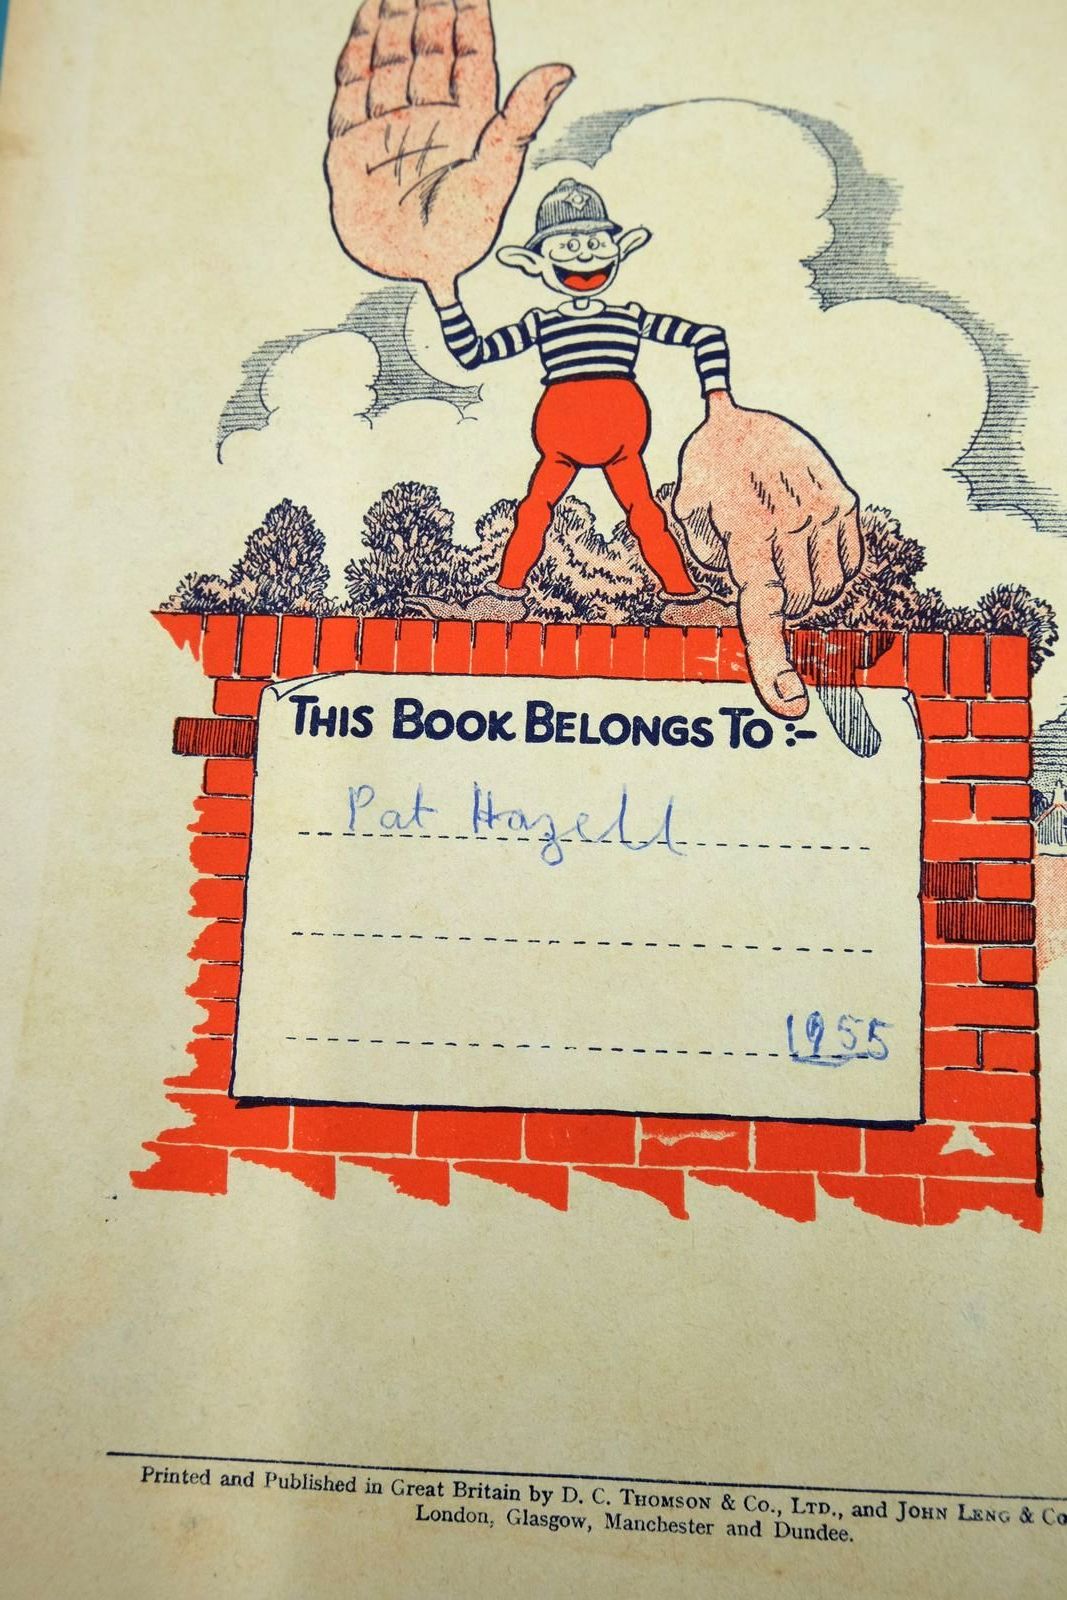 THIS BOOK BELONGS TO :-
Pat Hazell
1955
Printed and Published in Great Britain by D. C. THOMSON & Co., LTD., and JOHN LENG & Co
London, Glasgow, Manchester and Dundee.